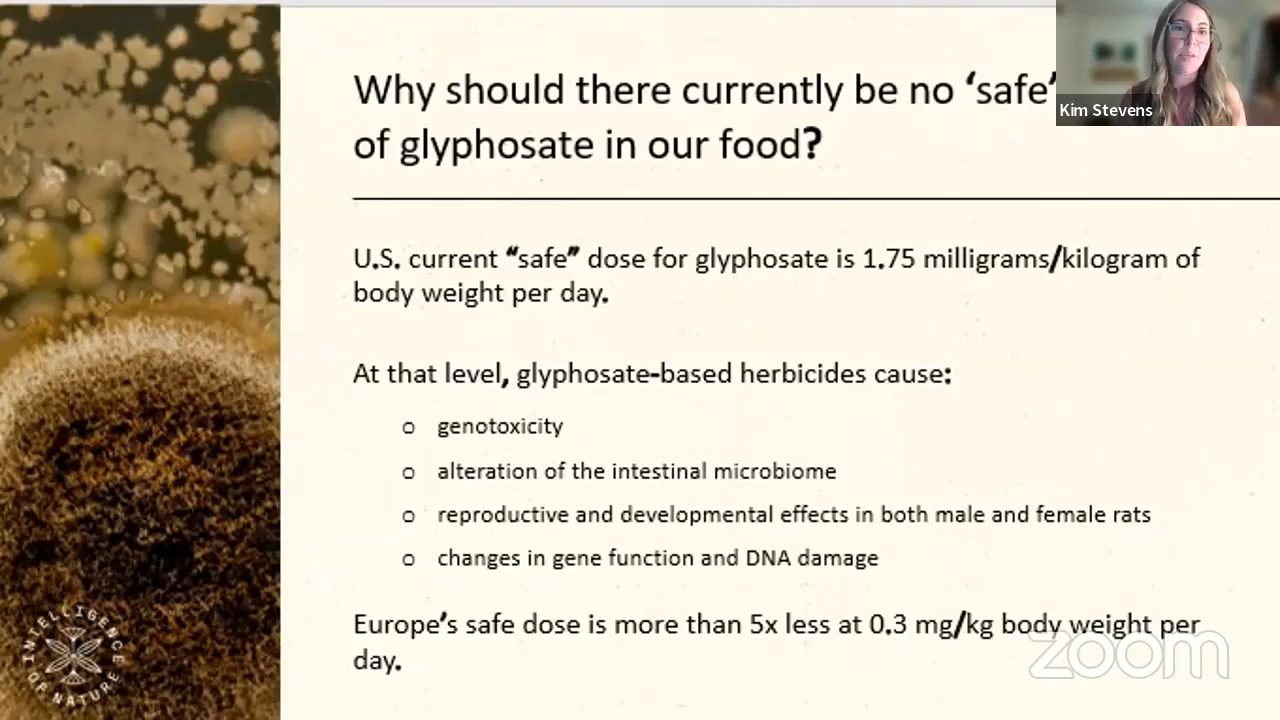 Why should there currently be no ‘safe’
of glyphosate in our food?
Kim Stevens
U.S. current “safe” dose for glyphosate is 1.75 milligrams/kilogram of
body weight per day.
At that level, glyphosate-based herbicides cause:
o genotoxicity
o alteration of the intestinal microbiome
o reproductive and developmental effects in both male and female rats
o changes in gene function and DNA damage
Europe’s safe dose is more than 5x less at 0.3 mg/kg body weight per
day.
INTELLIGENCE OF NATURE
zoom